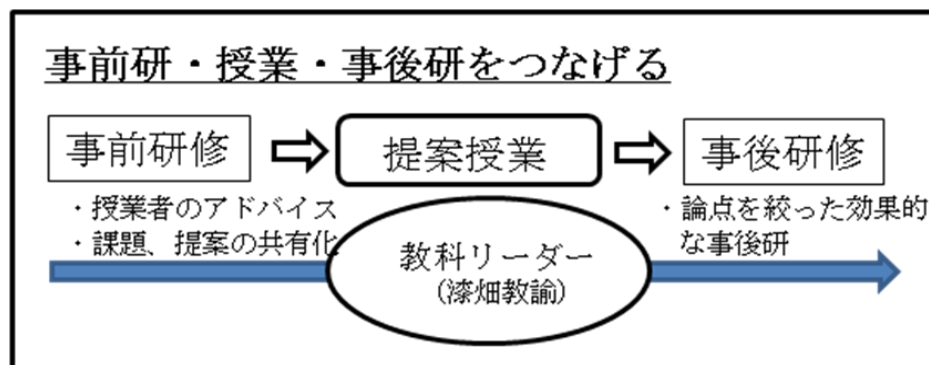 事前研・授業・事後研をつなげる
事前研修
提案授業
事後研修
・授業者のアドバイス
・課題、提案の共有化
・論点を絞った効果的
な事後研
教科リーダー
(漆畑教諭)